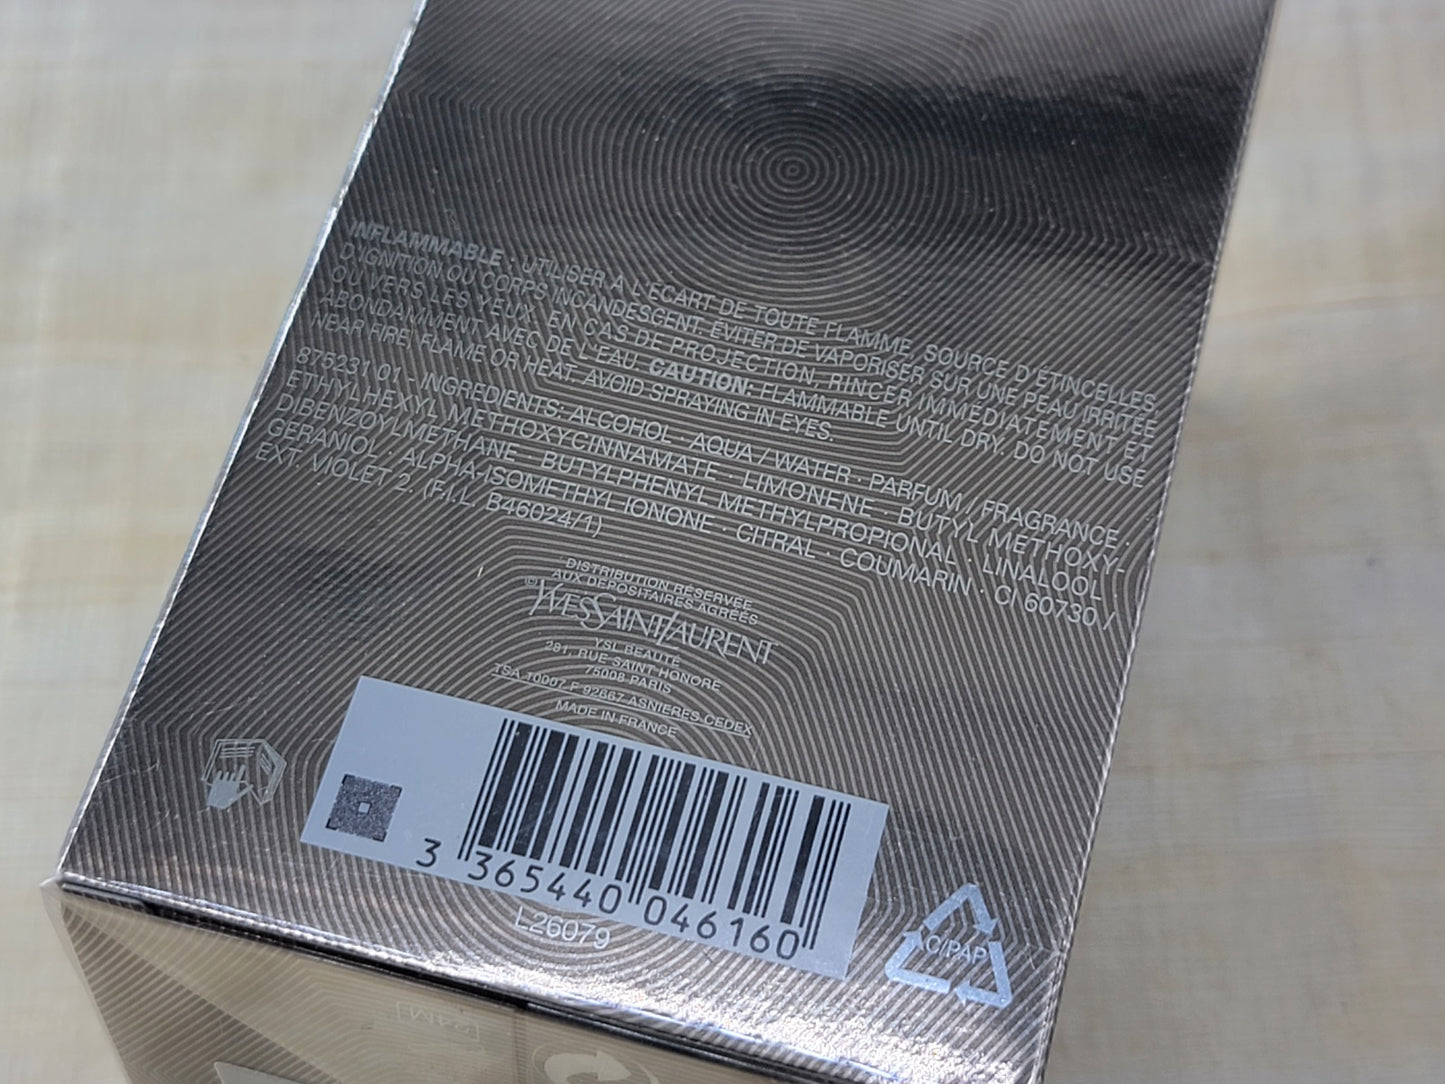 INFLAMMABLE · UTILISER À L'ÉCART DE TOUTE FLAMME, SOURCE D'ÉTINCELLES
D'IGNITION OU CORPS INCANDESCENT. ÉVITER DE VAPORISER SUR UNE PEAU IRRITÉE
OU VERS LES YEUX. EN CAS DE PROJECTION, RINCER IMMÉDIATEMENT ET
ABONDAMMENT AVEC DE L'EAU. CAUTION: FLAMMABLE UNTIL DRY. DO NOT USE
NEAR FIRE, FLAME OR HEAT. AVOID SPRAYING IN EYES.
875231 01 - INGREDIENTS: ALCOHOL · AQUA / WATER · PARFUM / FRAGRANCE ·
ETHYLHEXYL METHOXYCINNAMATE · LIMONENE · BUTYL METHOXY-
DIBENZOYLMETHANE · BUTYLPHENYL METHYLPROPIONAL · LINALOOL ·
GERANIOL · ALPHA-ISOMETHYL IONONE · CITRAL · COUMARIN · CI 60730 /
EXT. VIOLET 2. (F.I.L. B46024/1)
DISTRIBUTION RÉSERVÉE
AUX DÉPOSITAIRES AGRÉÉS
YVESSAINTLAURENT
YSL BEAUTÉ
281, RUE SAINT HONORÉ
75008 PARIS
TSA 10007 F 92667 ASNIERES CEDEX
MADE IN FRANCE
3 365440 046160
L26079
C/PAP
24M